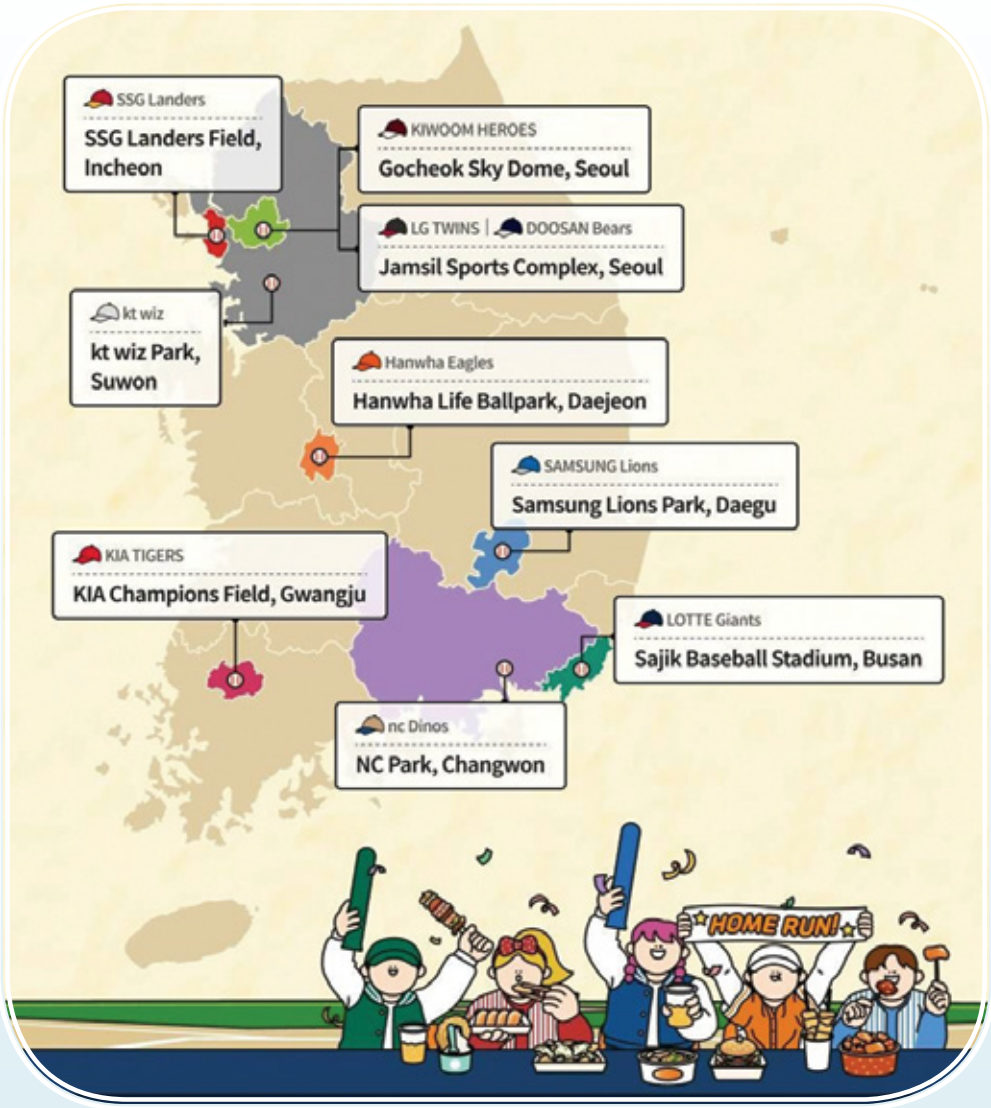 SSG Landers
SSG Landers Field,
Incheon
KIWOOM HEROES
Gocheok Sky Dome, Seoul
LG TWINS | DOOSAN Bears
Jamsil Sports Complex, Seoul
kt wiz
kt wiz Park,
Suwon
Hanwha Eagles
Hanwha Life Ballpark, Daejeon
SAMSUNG Lions
Samsung Lions Park, Daegu
KIA TIGERS
KIA Champions Field, Gwangju
LOTTE Giants
Sajik Baseball Stadium, Busan
nc Dinos
NC Park, Changwon
HOME RUN!